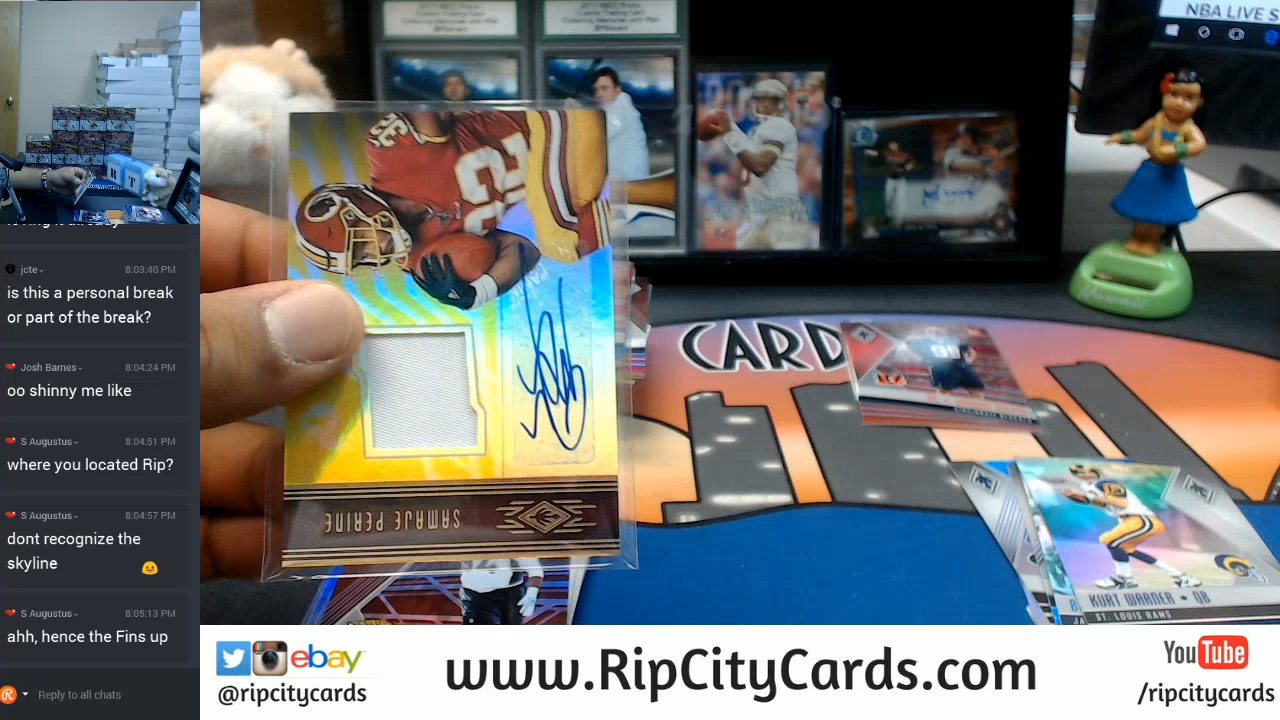 NBA LIVE S
jcte
8:03:40 PM
is this a personal break
or part of the break?
Josh Barnes
8:04:24 PM
oo shinny me like
S Augustus
8:04:51 PM
where you located Rip?
S Augustus
8:04:57 PM
dont recognize the
skyline
S Augustus
8:05:13 PM
ahh, hence the Fins up
Reply to all chats
32
SAMAJE PERINE
CARD
R T
KURT WARNER • QB
ST. LOUIS RAMS
CINCINNATI BENGALS
ebay
@ripcitycards
www.RipCityCards.com
YouTube
/ripcitycards